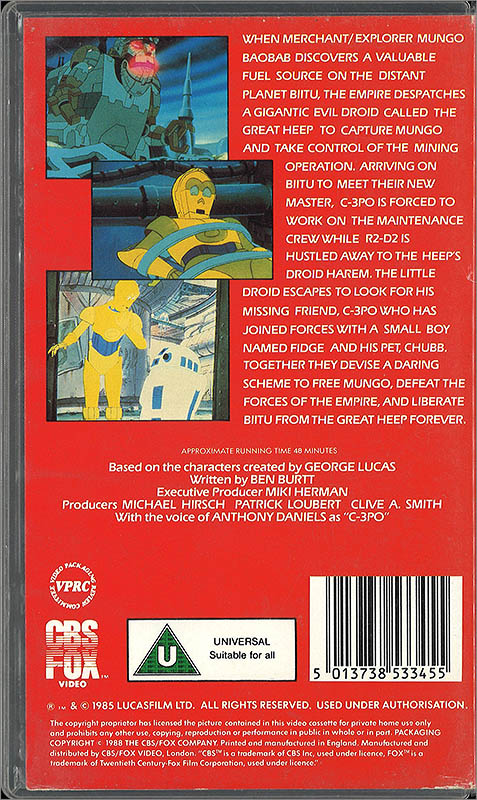 WHEN MERCHANT/EXPLORER MUNGO
BAOBAB DISCOVERS A VALUABLE
FUEL SOURCE ON THE DISTANT
PLANET BIITU, THE EMPIRE DESPATCHES
A GIGANTIC EVIL DROID CALLED THE
GREAT HEEP TO CAPTURE MUNGO
AND TAKE CONTROL OF THE MINING
OPERATION. ARRIVING ON
BIITU TO MEET THEIR NEW
MASTER, C-3PO IS FORCED TO
WORK ON THE MAINTENANCE
CREW WHILE R2-D2 IS
HUSTLED AWAY TO THE HEEP'S
DROID HAREM. THE LITTLE
DROID ESCAPES TO LOOK FOR HIS
MISSING FRIEND, C-3PO WHO HAS
JOINED FORCES WITH A SMALL BOY
NAMED FIDGE AND HIS PET, CHUBB.
TOGETHER THEY DEVISE A DARING
SCHEME TO FREE MUNGO, DEFEAT THE
FORCES OF THE EMPIRE, AND LIBERATE
BIITU FROM THE GREAT HEEP FOREVER.
APPROXIMATE RUNNING TIME 48 MINUTES
Based on the characters created by GEORGE LUCAS
Written by BEN BURTT
Executive Producer MIKI HERMAN
Producers MICHAEL HIRSCH PATRICK LOUBERT CLIVE A. SMITH
With the voice of ANTHONY DANIELS as "C-3PO"
VIDEO PACKAGING REVIEW COMMITTEE
VPRC
CBS
FOX™
VIDEO
U
UNIVERSAL
Suitable for all
5 013738 533455
® ™ & © 1985 LUCASFILM LTD. ALL RIGHTS RESERVED. USED UNDER AUTHORISATION.
The copyright proprietor has licensed the picture contained in this video cassette for private home use only
and prohibits any other use, copying, reproduction or performance in public in whole or in part. PACKAGING
COPYRIGHT © 1988 THE CBS/FOX COMPANY. Printed and manufactured in England. Manufactured and
distributed by CBS/FOX VIDEO, London. "CBS™ is a trademark of CBS Inc, used under licence, FOX™ is a
trademark of Twentieth Century-Fox Film Corporation, used under licence."